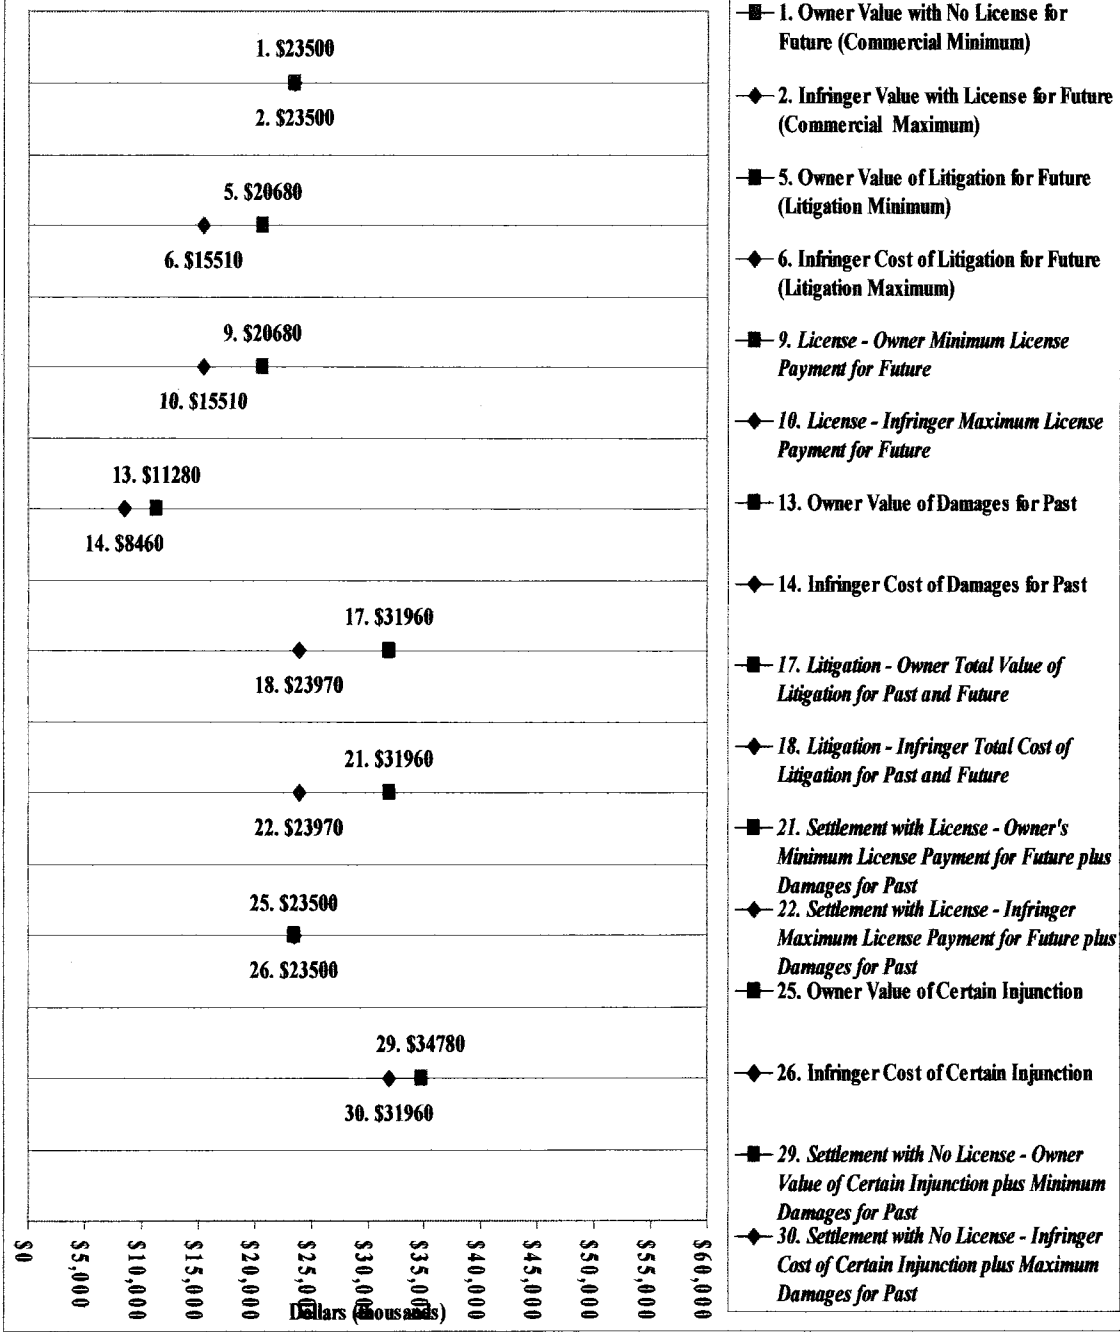 1. $23500
2. $23500
5. $20680
6. $15510
9. $20680
10. $15510
13. $11280
14. $8460
17. $31960
18. $23970
21. $31960
22. $23970
25. $23500
26. $23500
29. $34780
30. $31960
$0
$5,000
$10,000
$15,000
$20,000
$25,000
$30,000
$35,000
$40,000
$45,000
$50,000
$55,000
$60,000
Dollars (thousands)
1. Owner Value with No License for
Future (Commercial Minimum)
2. Infringer Value with License for Future
(Commercial Maximum)
5. Owner Value of Litigation for Future
(Litigation Minimum)
6. Infringer Cost of Litigation for Future
(Litigation Maximum)
9. License - Owner Minimum License
Payment for Future
10. License - Infringer Maximum License
Payment for Future
13. Owner Value of Damages for Past
14. Infringer Cost of Damages for Past
17. Litigation - Owner Total Value of
Litigation for Past and Future
18. Litigation - Infringer Total Cost of
Litigation for Past and Future
21. Settlement with License - Owner's
Minimum License Payment for Future plus
Damages for Past
22. Settlement with License - Infringer
Maximum License Payment for Future plus
Damages for Past
25. Owner Value of Certain Injunction
26. Infringer Cost of Certain Injunction
29. Settlement with No License - Owner
Value of Certain Injunction plus Minimum
Damages for Past
30. Settlement with No License - Infringer
Cost of Certain Injunction plus Maximum
Damages for Past